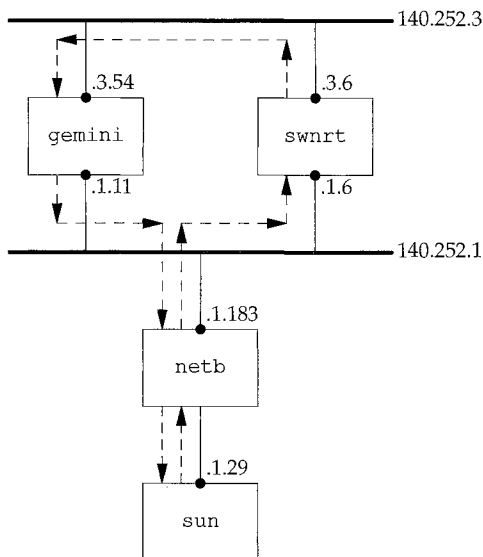 140.252.3
.3.54
.3.6
gemini
swnrt
.1.11
.1.6
140.252.1
.1.183
netb
.1.29
sun